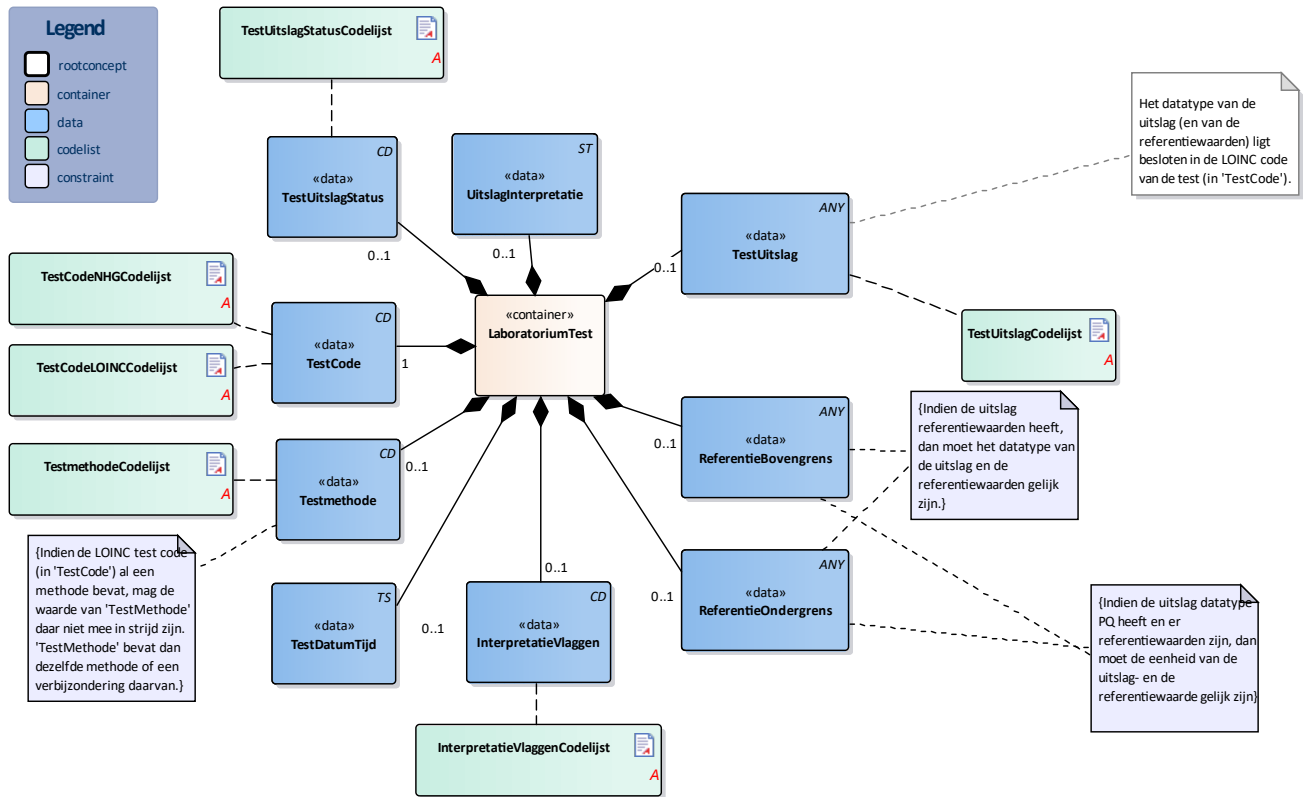 Legend
rootconcept
container
data
codelist
constraint
TestUitslagStatusCodelijst
A
CD
«data»
TestUitslagStatus
0..1
ST
«data»
UitslagInterpretatie
0..1
ANY
«data»
TestUitslag
0..1
Het datatype van de
uitslag (en van de
referentiewaarden) ligt
besloten in de LOINC code
van de test (in 'TestCode').
TestCodeNHGCodelijst
A
TestCodeLOINCCodelijst
A
CD
«data»
TestCode
1
«container»
LaboratoriumTest
TestUitslagCodelijst
A
TestmethodeCodelijst
A
CD
«data»
Testmethode
0..1
ANY
«data»
ReferentieBovengrens
0..1
{Indien de uitslag
referentiewaarden heeft,
dan moet het datatype van
de uitslag en de
referentiewaarden gelijk
zijn.}
{Indien de LOINC test code
(in 'TestCode') al een
methode bevat, mag de
waarde van 'TestMethode'
daar niet mee in strijd zijn.
'TestMethode' bevat dan
dezelfde methode of een
verbijzondering daarvan.}
TS
«data»
TestDatumTijd
0..1
CD
«data»
InterpretatieVlaggen
0..1
ANY
«data»
ReferentieOndergrens
0..1
{Indien de uitslag datatype
PQ heeft en er
referentiewaarden zijn, dan
moet de eenheid van de
uitslag- en de
referentiewaarde gelijk zijn}
InterpretatieVlaggenCodelijst
A